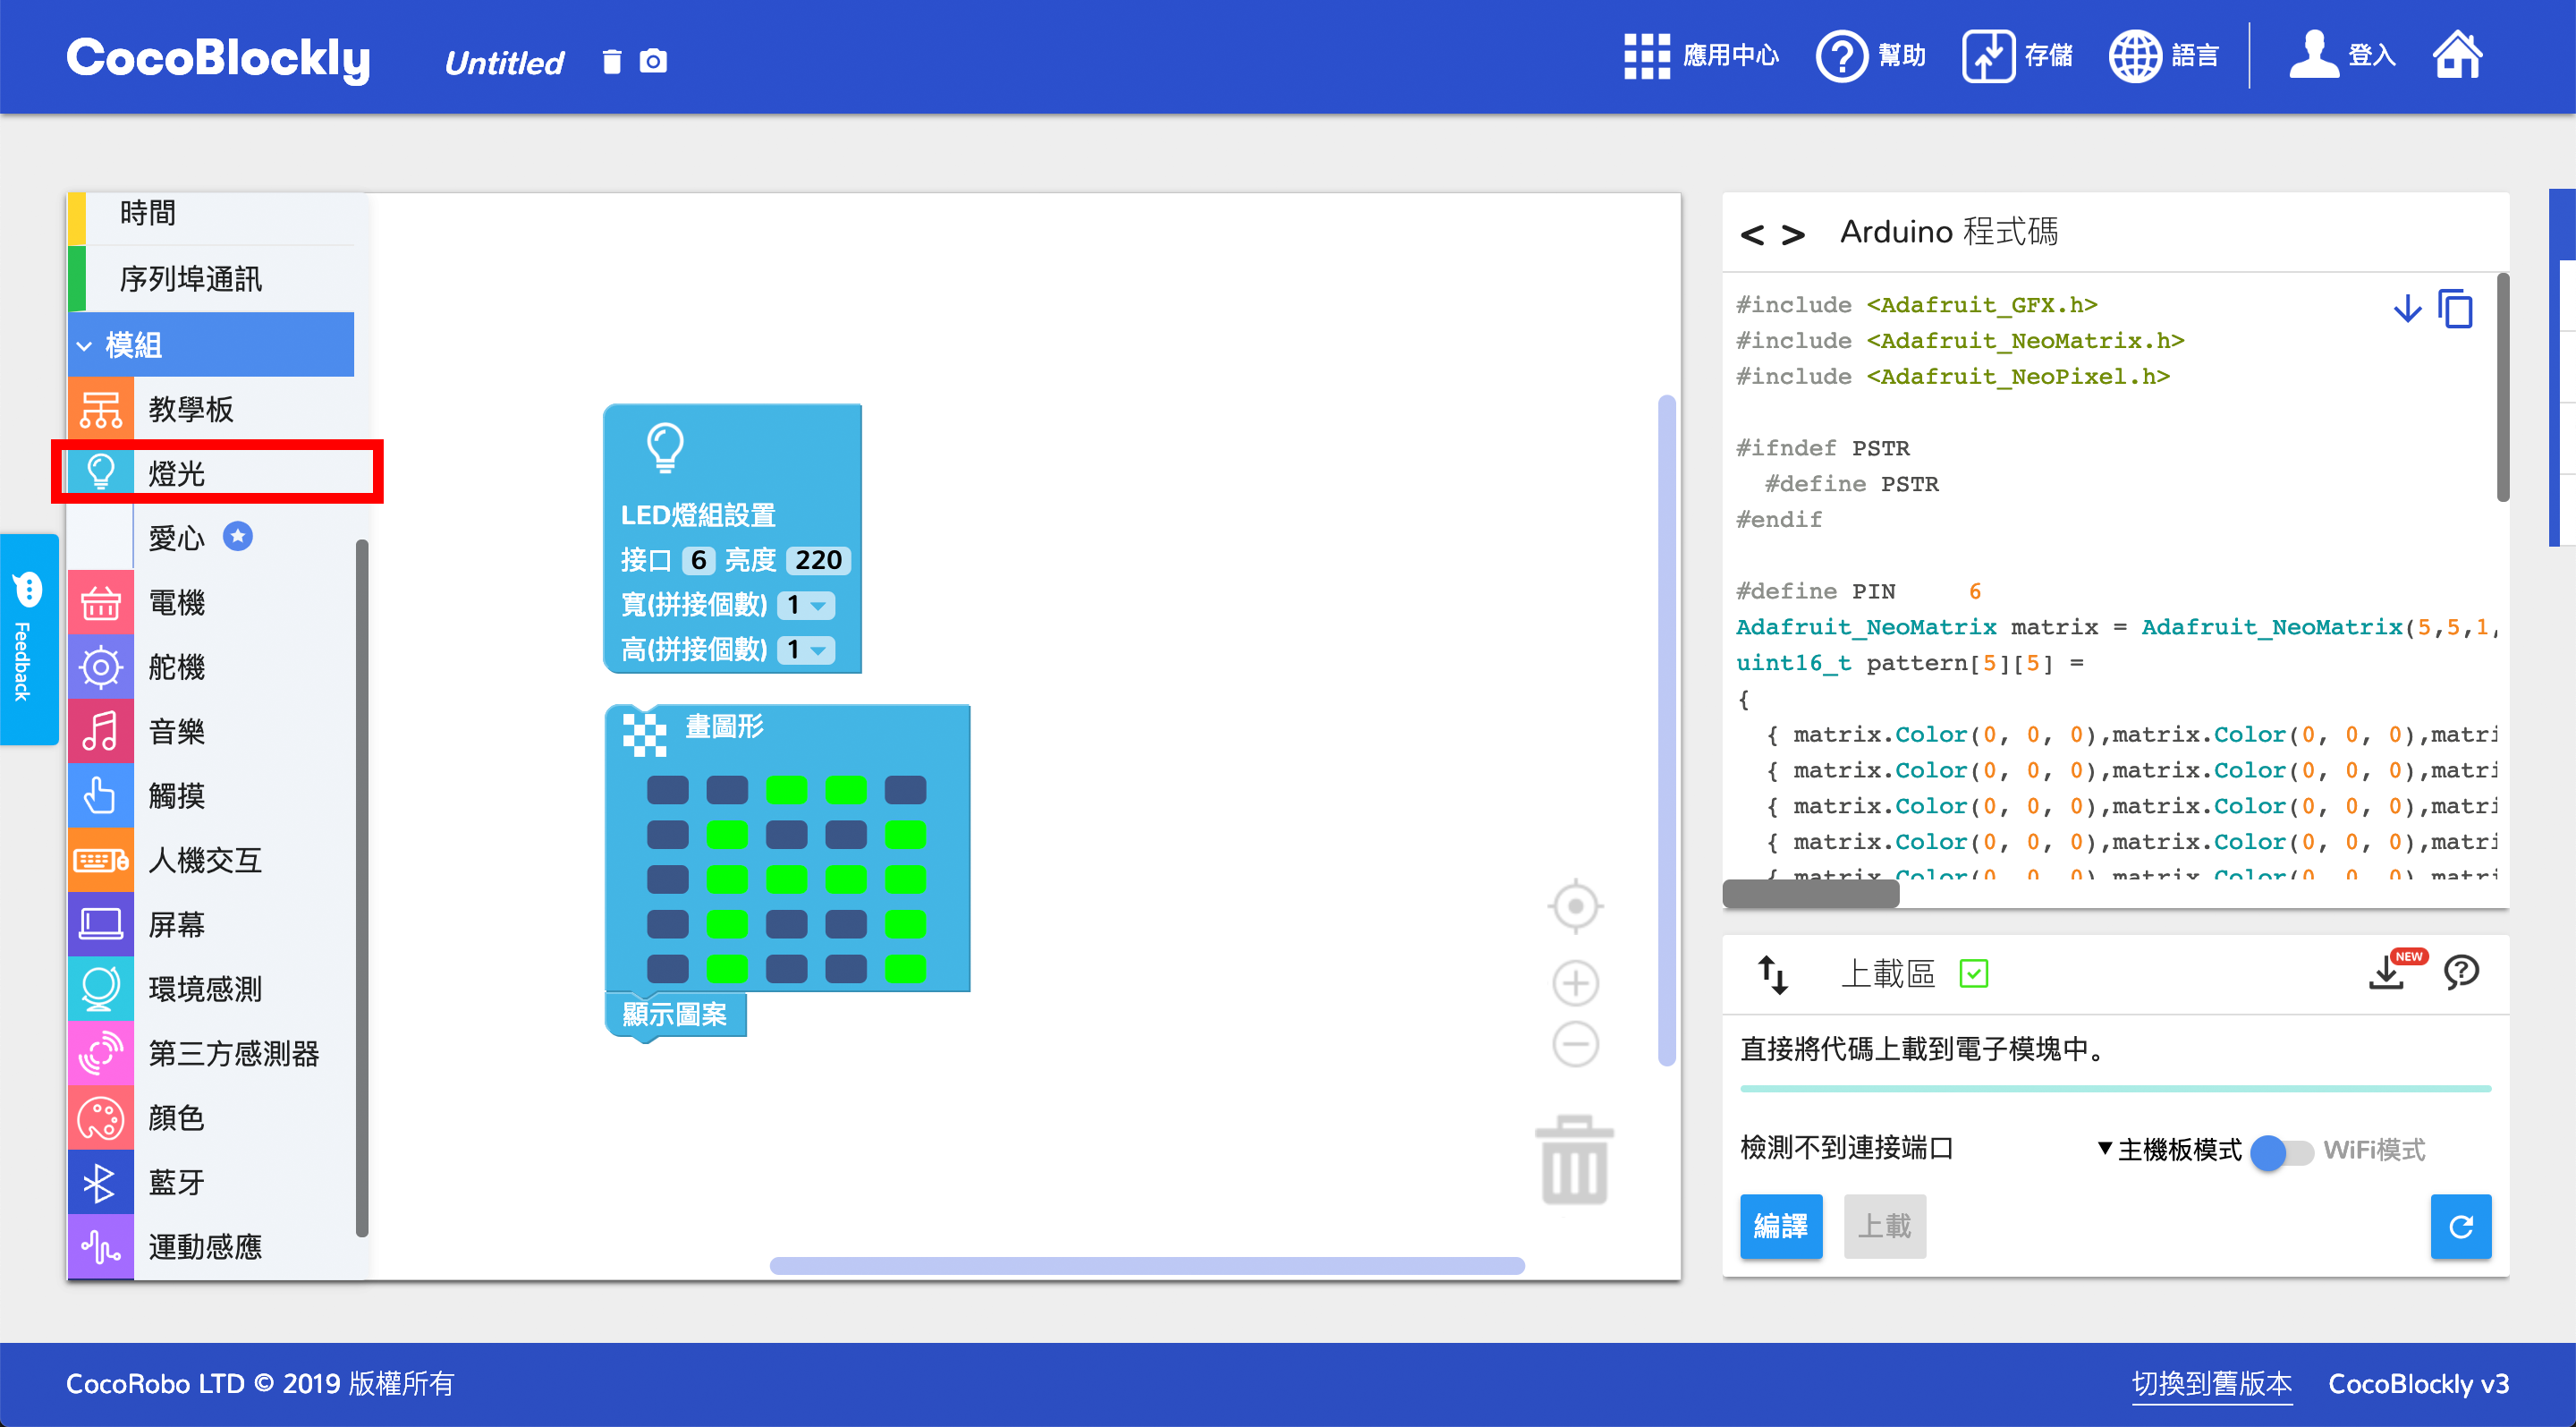 CocoBlockly
Untitled
應用中心
幫助
存儲
語言
登入
時間
序列埠通訊
模組
教學板
燈光
愛心
電機
舵機
音樂
觸摸
人機交互
屏幕
環境感測
第三方感測器
顏色
藍牙
運動感應
Feedback
LED燈組設置
接口 6 亮度 220
寬(拼接個數) 1
高(拼接個數) 1
畫圖形
顯示圖案
< > Arduino 程式碼
#include <Adafruit_GFX.h>
#include <Adafruit_NeoMatrix.h>
#include <Adafruit_NeoPixel.h>
#ifndef PSTR
#define PSTR
#endif
#define PIN 6
Adafruit_NeoMatrix matrix = Adafruit_NeoMatrix(5,5,1,
uint16_t pattern[5][5] =
{
{ matrix.Color(0, 0, 0),matrix.Color(0, 0, 0),matri
{ matrix.Color(0, 0, 0),matrix.Color(0, 0, 0),matri
{ matrix.Color(0, 0, 0),matrix.Color(0, 0, 0),matri
{ matrix.Color(0, 0, 0),matrix.Color(0, 0, 0),matri
{ matrix.Color(0, 0, 0),matrix.Color(0, 0, 0),matri
上載區
NEW
直接將代碼上載到電子模塊中。
檢測不到連接端口
▼主機板模式
WiFi模式
編譯
上載
CocoRobo LTD © 2019 版權所有
切換到舊版本
CocoBlockly v3